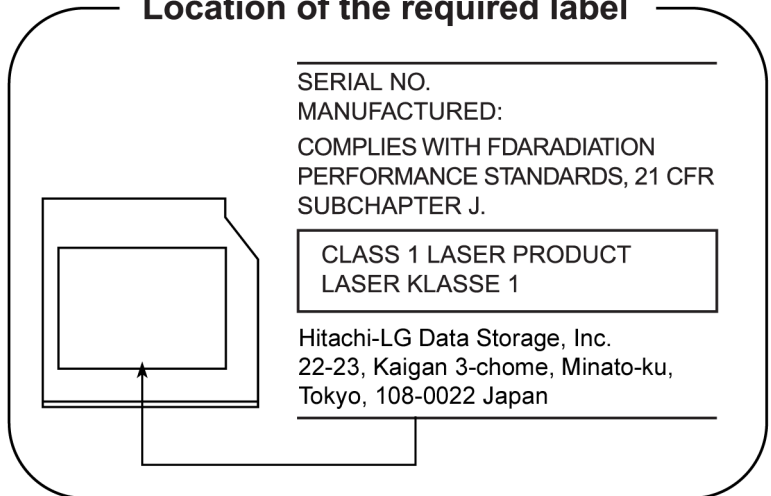 Location of the required label
SERIAL NO.
MANUFACTURED:
COMPLIES WITH FDARADIATION
PERFORMANCE STANDARDS, 21 CFR
SUBCHAPTER J.
CLASS 1 LASER PRODUCT
LASER KLASSE 1
Hitachi-LG Data Storage, Inc.
22-23, Kaigan 3-chome, Minato-ku,
Tokyo, 108-0022 Japan